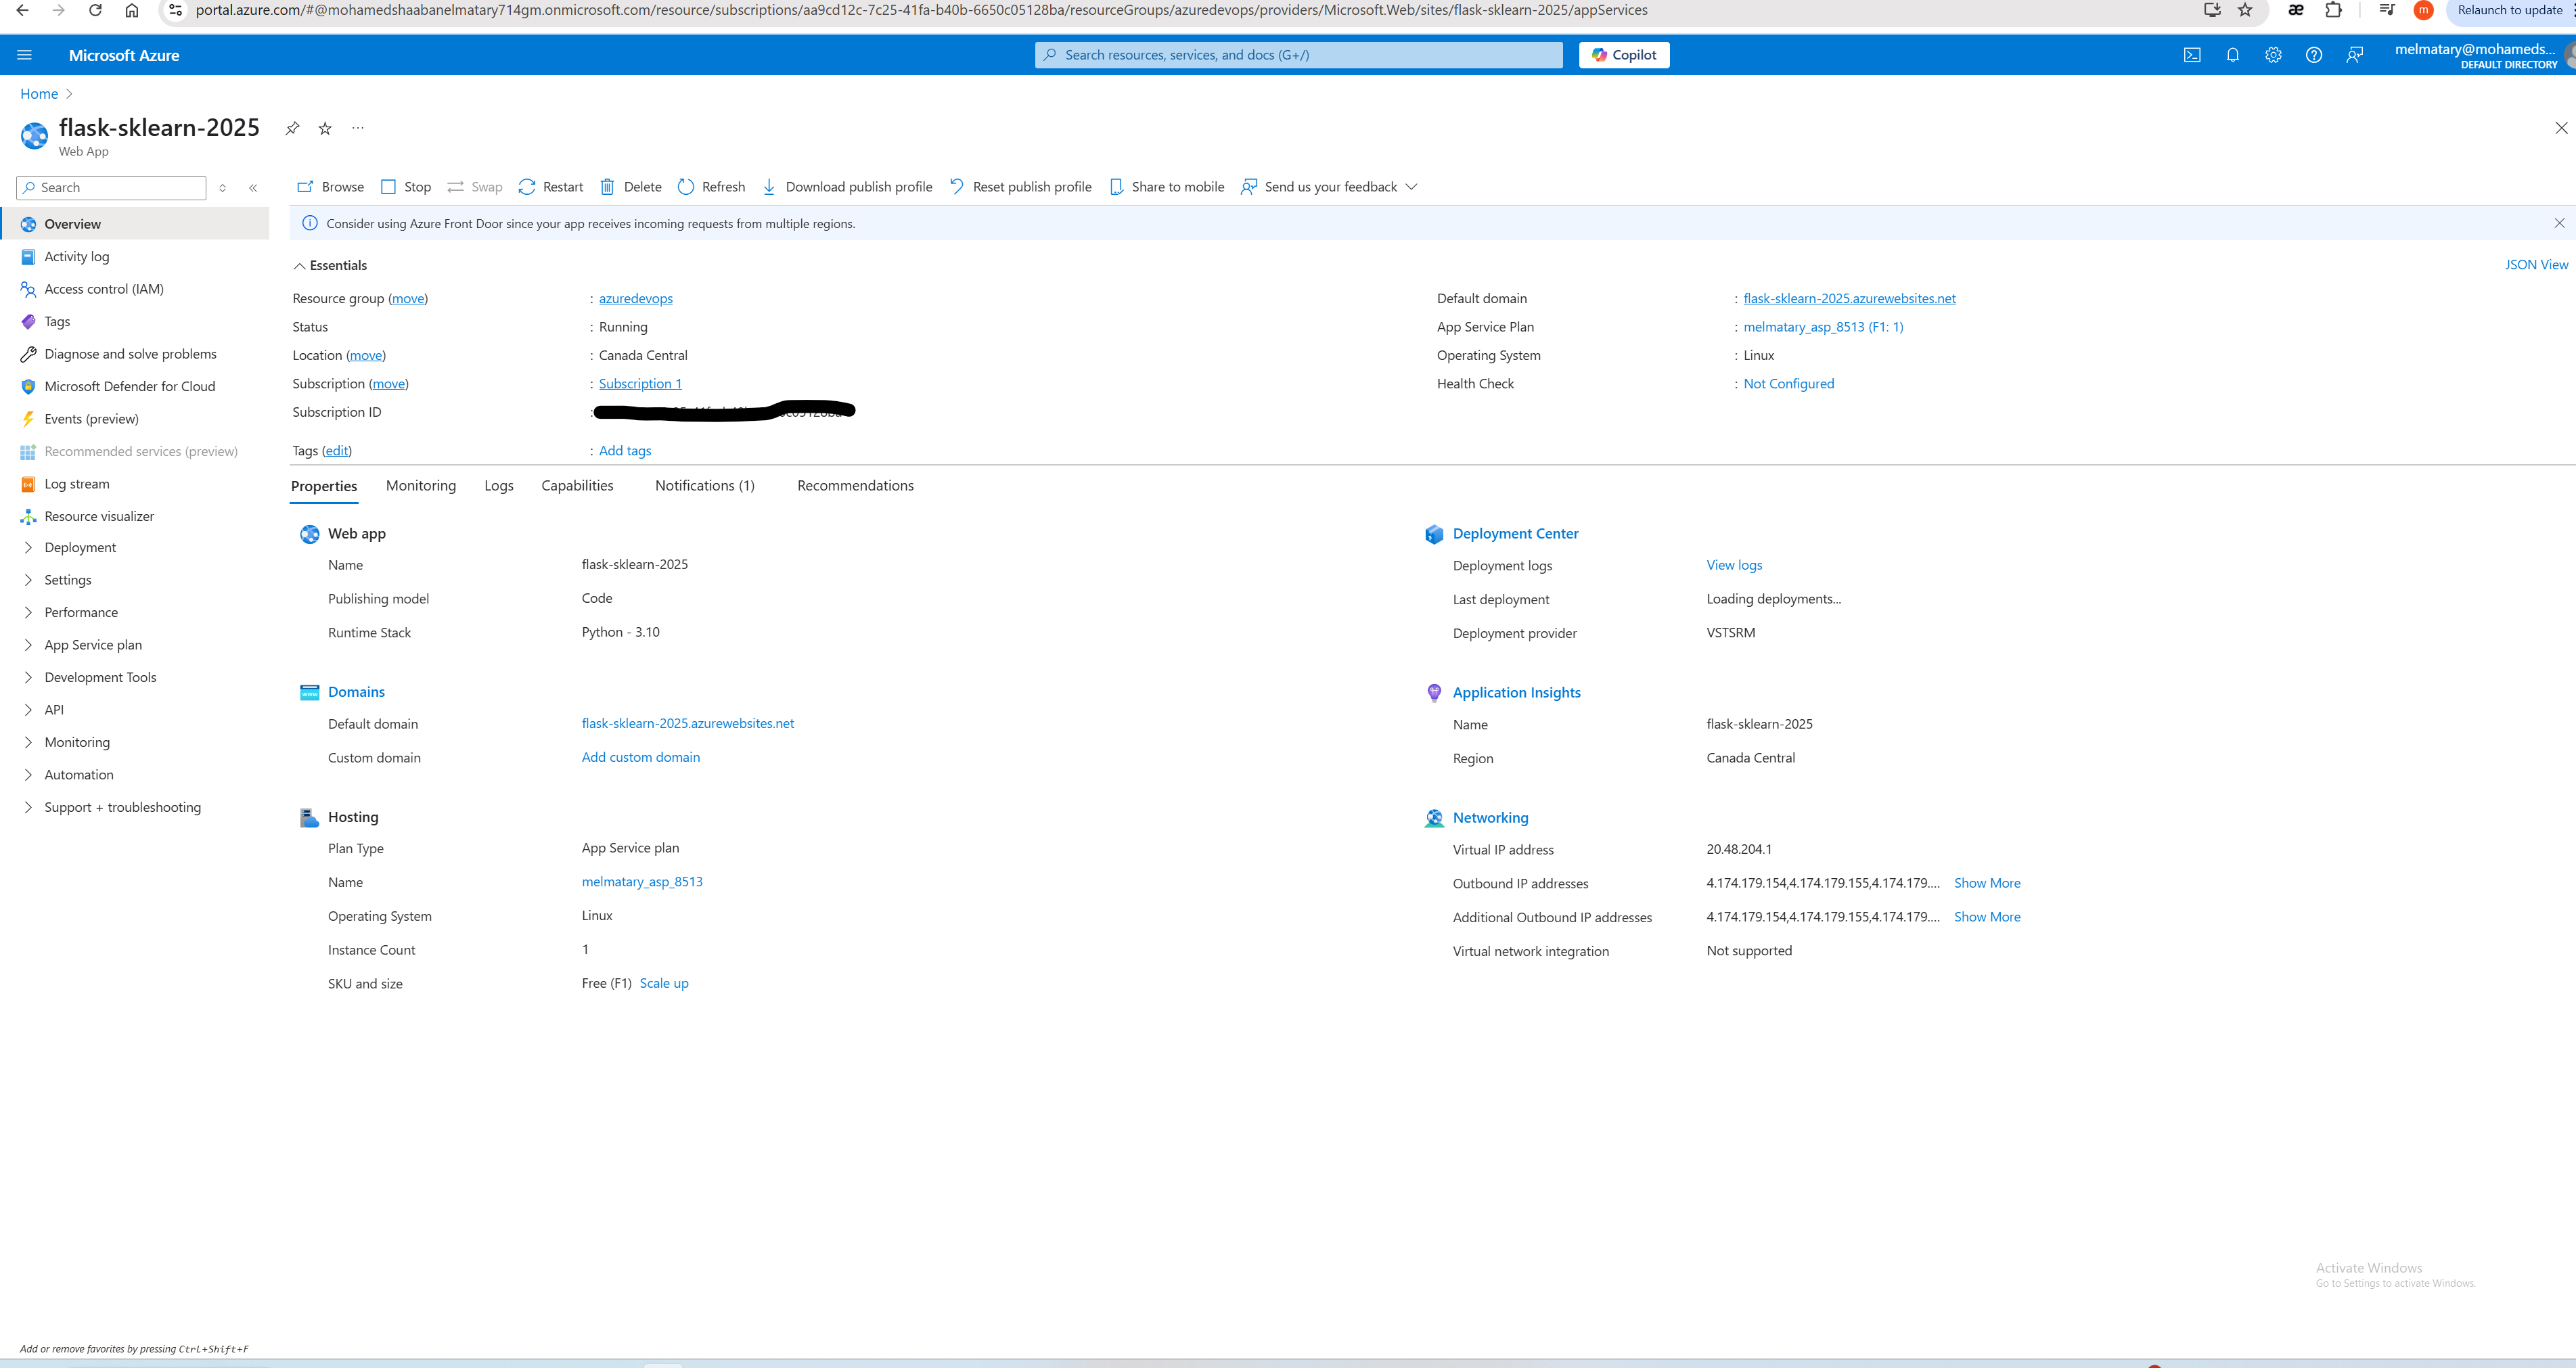 portal.azure.com/#@mohamedshaabanelmatary714gm.onmicrosoft.com/resource/subscriptions/aa9cd12c-7c25-41fa-b40b-6650c05128ba/resourceGroups/azuredevops/providers/Microsoft.Web/sites/flask-sklearn-2025/appServices
æ
m
Relaunch to update
Microsoft Azure
Search resources, services, and docs (G+/)
Copilot
melmatary@mohameds...
DEFAULT DIRECTORY
Home
flask-sklearn-2025
Web App
Search
Browse Stop Swap Restart Delete Refresh Download publish profile Reset publish profile Share to mobile Send us your feedback
Overview
Activity log
Access control (IAM)
Tags
Diagnose and solve problems
Microsoft Defender for Cloud
Events (preview)
Recommended services (preview)
Log stream
Resource visualizer
Deployment
Settings
Performance
App Service plan
Development Tools
API
Monitoring
Automation
Support + troubleshooting
Add or remove favorites by pressing Ctrl+Shift+F
Consider using Azure Front Door since your app receives incoming requests from multiple regions.
Essentials
JSON View
Resource group (move) : azuredevops
Status : Running
Location (move) : Canada Central
Subscription (move) : Subscription 1
Subscription ID :
Tags (edit) : Add tags
Default domain : flask-sklearn-2025.azurewebsites.net
App Service Plan : melmatary_asp_8513 (F1: 1)
Operating System : Linux
Health Check : Not Configured
Properties Monitoring Logs Capabilities Notifications (1) Recommendations
Web app
Name flask-sklearn-2025
Publishing model Code
Runtime Stack Python - 3.10
Domains
Default domain flask-sklearn-2025.azurewebsites.net
Custom domain Add custom domain
Hosting
Plan Type App Service plan
Name melmatary_asp_8513
Operating System Linux
Instance Count 1
SKU and size Free (F1) Scale up
Deployment Center
Deployment logs View logs
Last deployment Loading deployments...
Deployment provider VSTSRM
Application Insights
Name flask-sklearn-2025
Region Canada Central
Networking
Virtual IP address 20.48.204.1
Outbound IP addresses 4.174.179.154,4.174.179.155,4.174.179.... Show More
Additional Outbound IP addresses 4.174.179.154,4.174.179.155,4.174.179.... Show More
Virtual network integration Not supported
Activate Windows
Go to Settings to activate Windows.